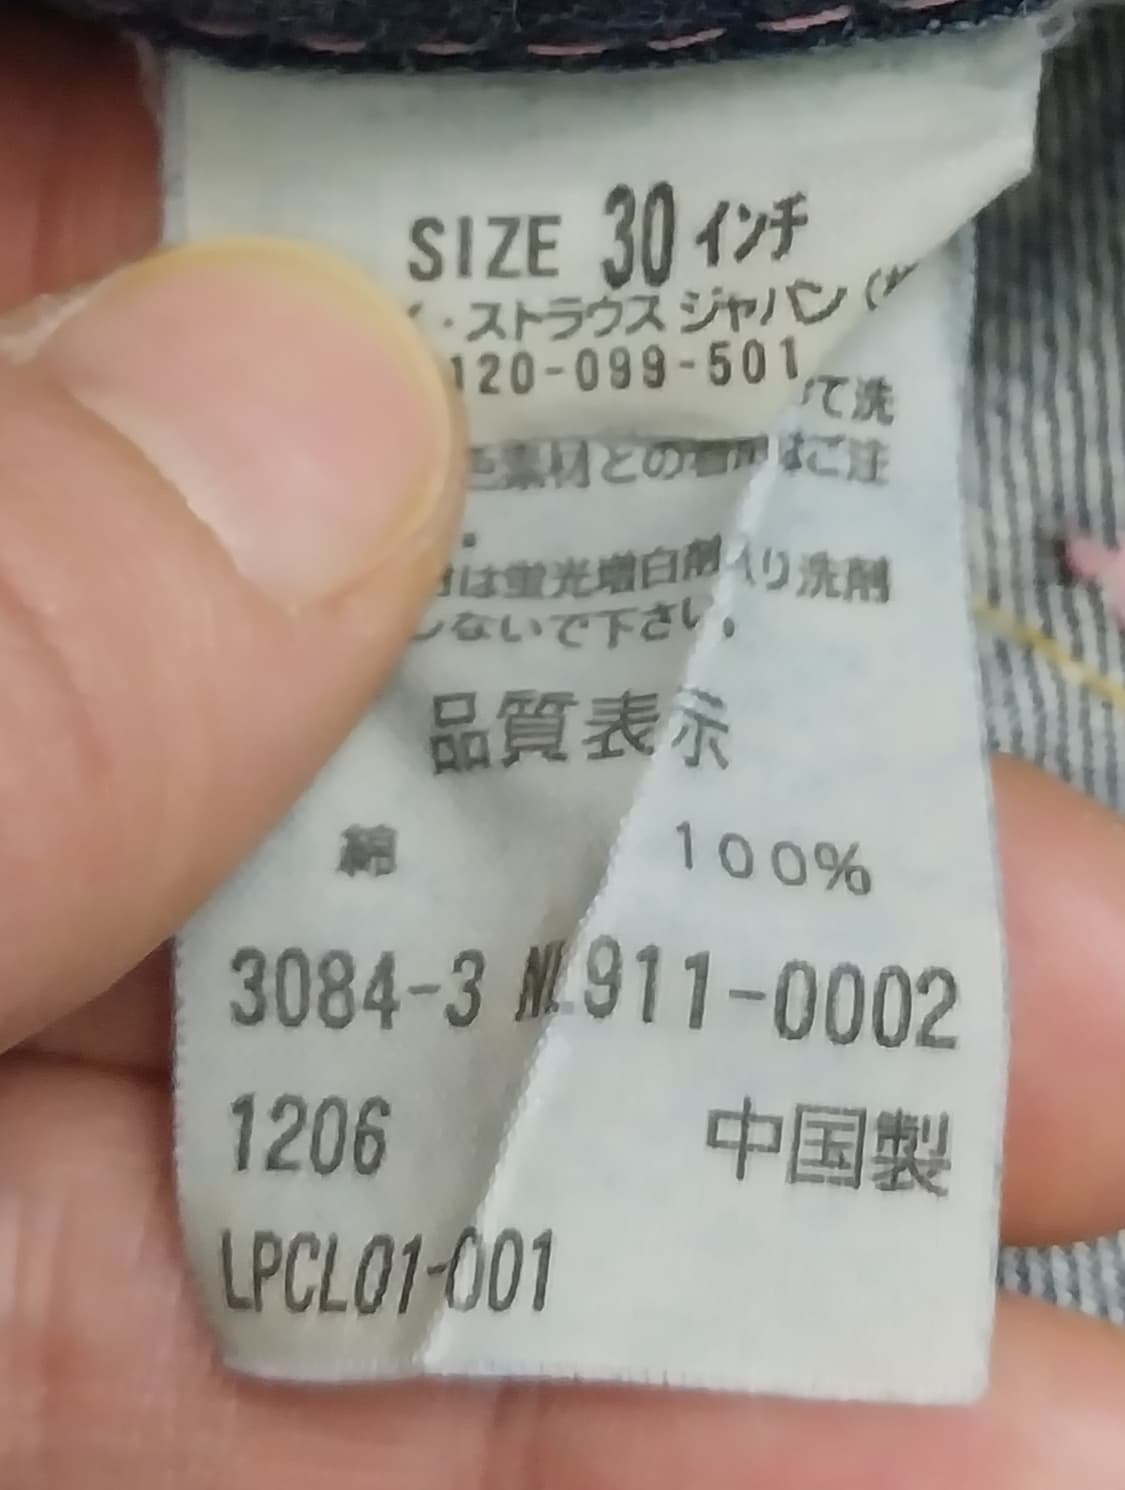 SIZE 30 インチ
・ストラウス ジャパン (
120-099-501
て洗
素材との着用はご注
。
は蛍光増白剤入り洗剤
しないで下さい。
品質表示
綿 100%
3084-3 911-0002
1206 中国製
LPCL01-001